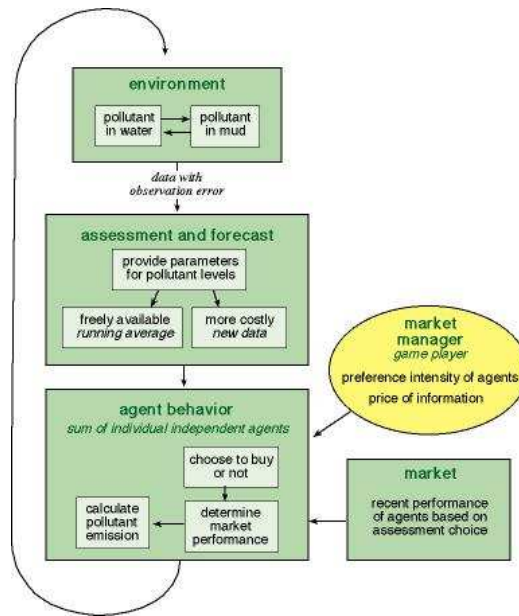 environment
pollutant
in water
pollutant
in mud
data with
observation error
assessment and forecast
provide parameters
for pollutant levels
freely available
running average
more costly
new data
market
manager
game player
preference intensity of agents
price of information
agent behavior
sum of individual independent agents
choose to buy
or not
calculate
pollutant
emission
determine
market
performance
market
recent performance
of agents based on
assessment choice